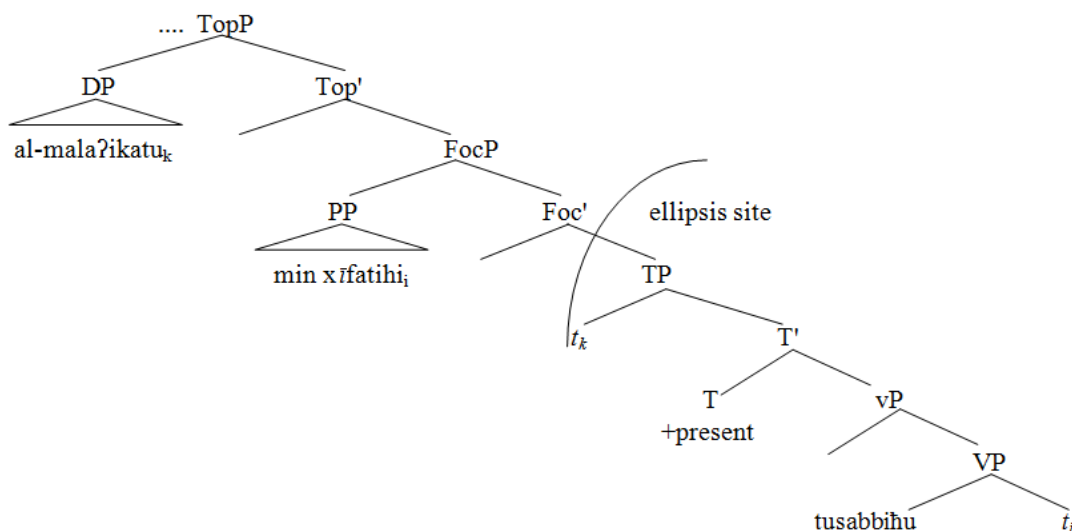 .... TopP
DP Top'
al-malaʔikatuₖ
FocP
PP Foc' ellipsis site
min xīfatihiᵢ
TP
tₖ T'
T vP
+present
VP
tusabbiħu tᵢ